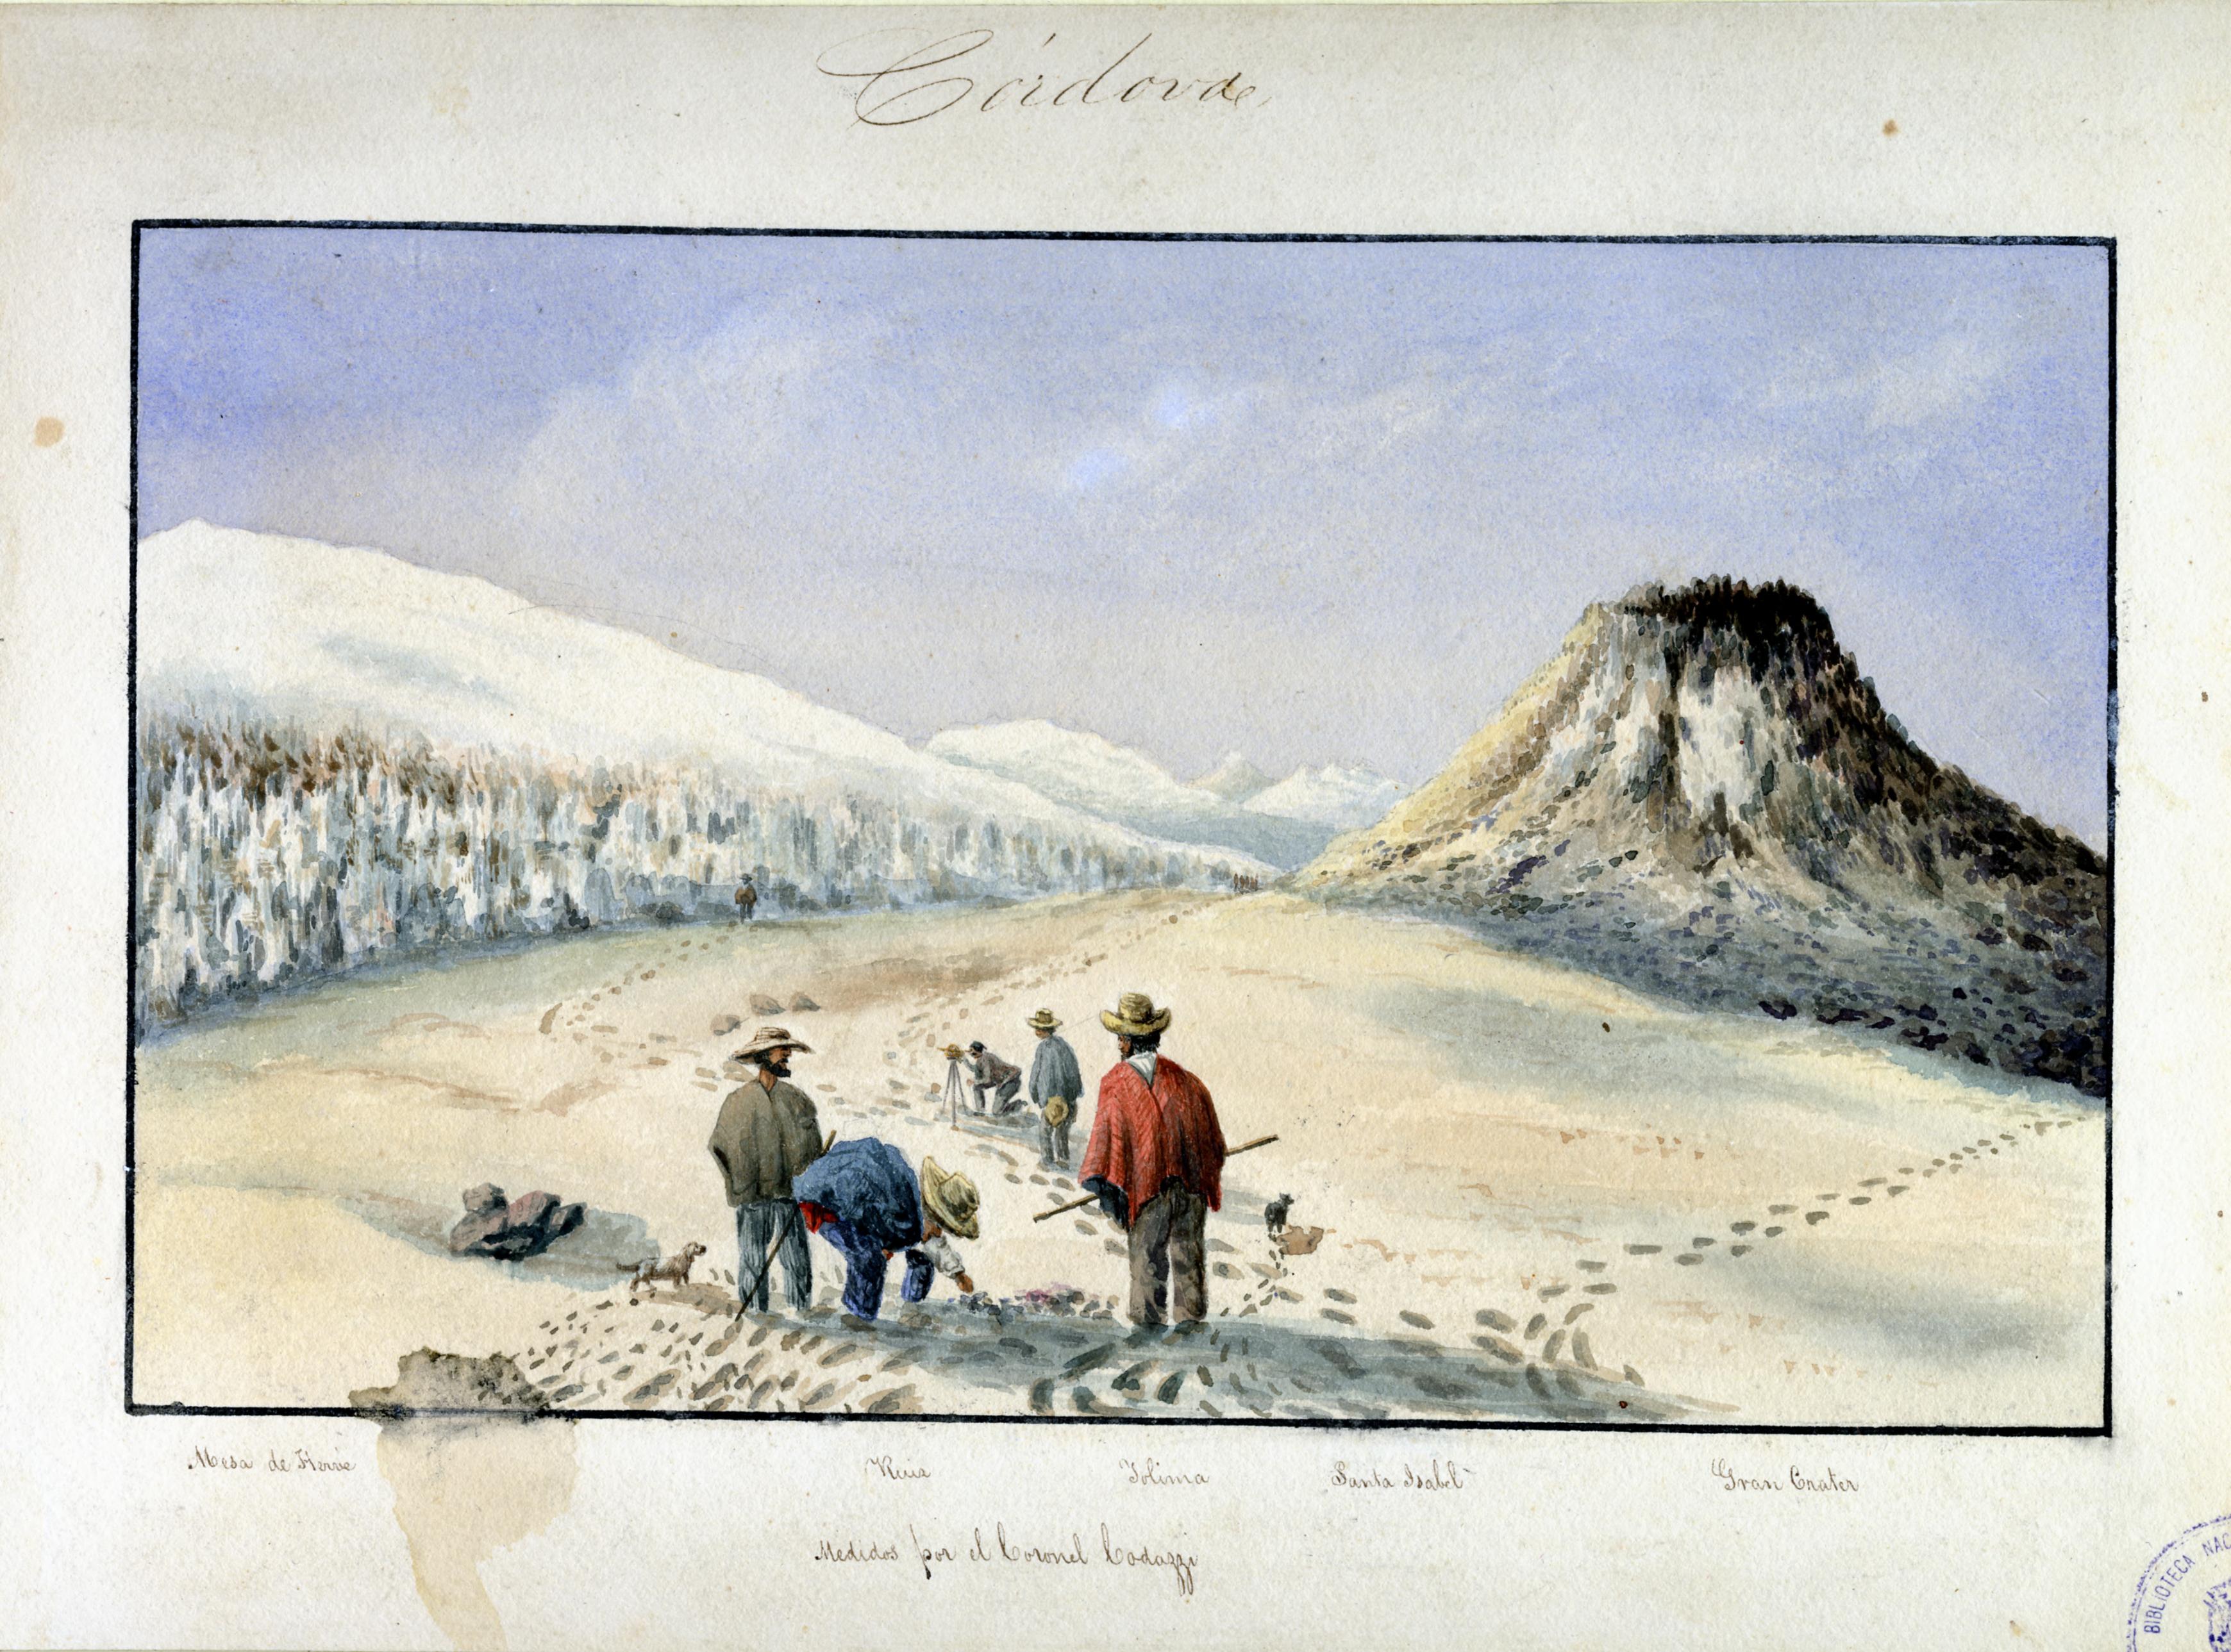 Córdova
Mesa de Herve
Ruiz
Tolima
Santa Isabel
Gran Crater
Medidos por el Coronel Codazzi
BIBLIOTECA NAC